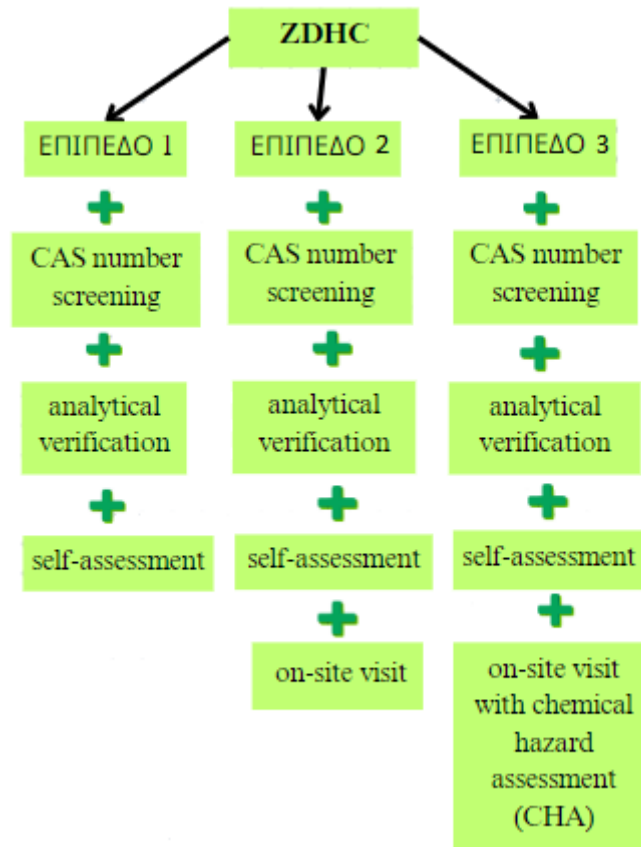 ZDHC
ΕΠΙΠΕΔΟ 1
ΕΠΙΠΕΔΟ 2
ΕΠΙΠΕΔΟ 3
CAS number
screening
CAS number
screening
CAS number
screening
analytical
verification
analytical
verification
analytical
verification
self-assessment
self-assessment
self-assessment
on-site visit
on-site visit
with chemical
hazard
assessment
(CHA)